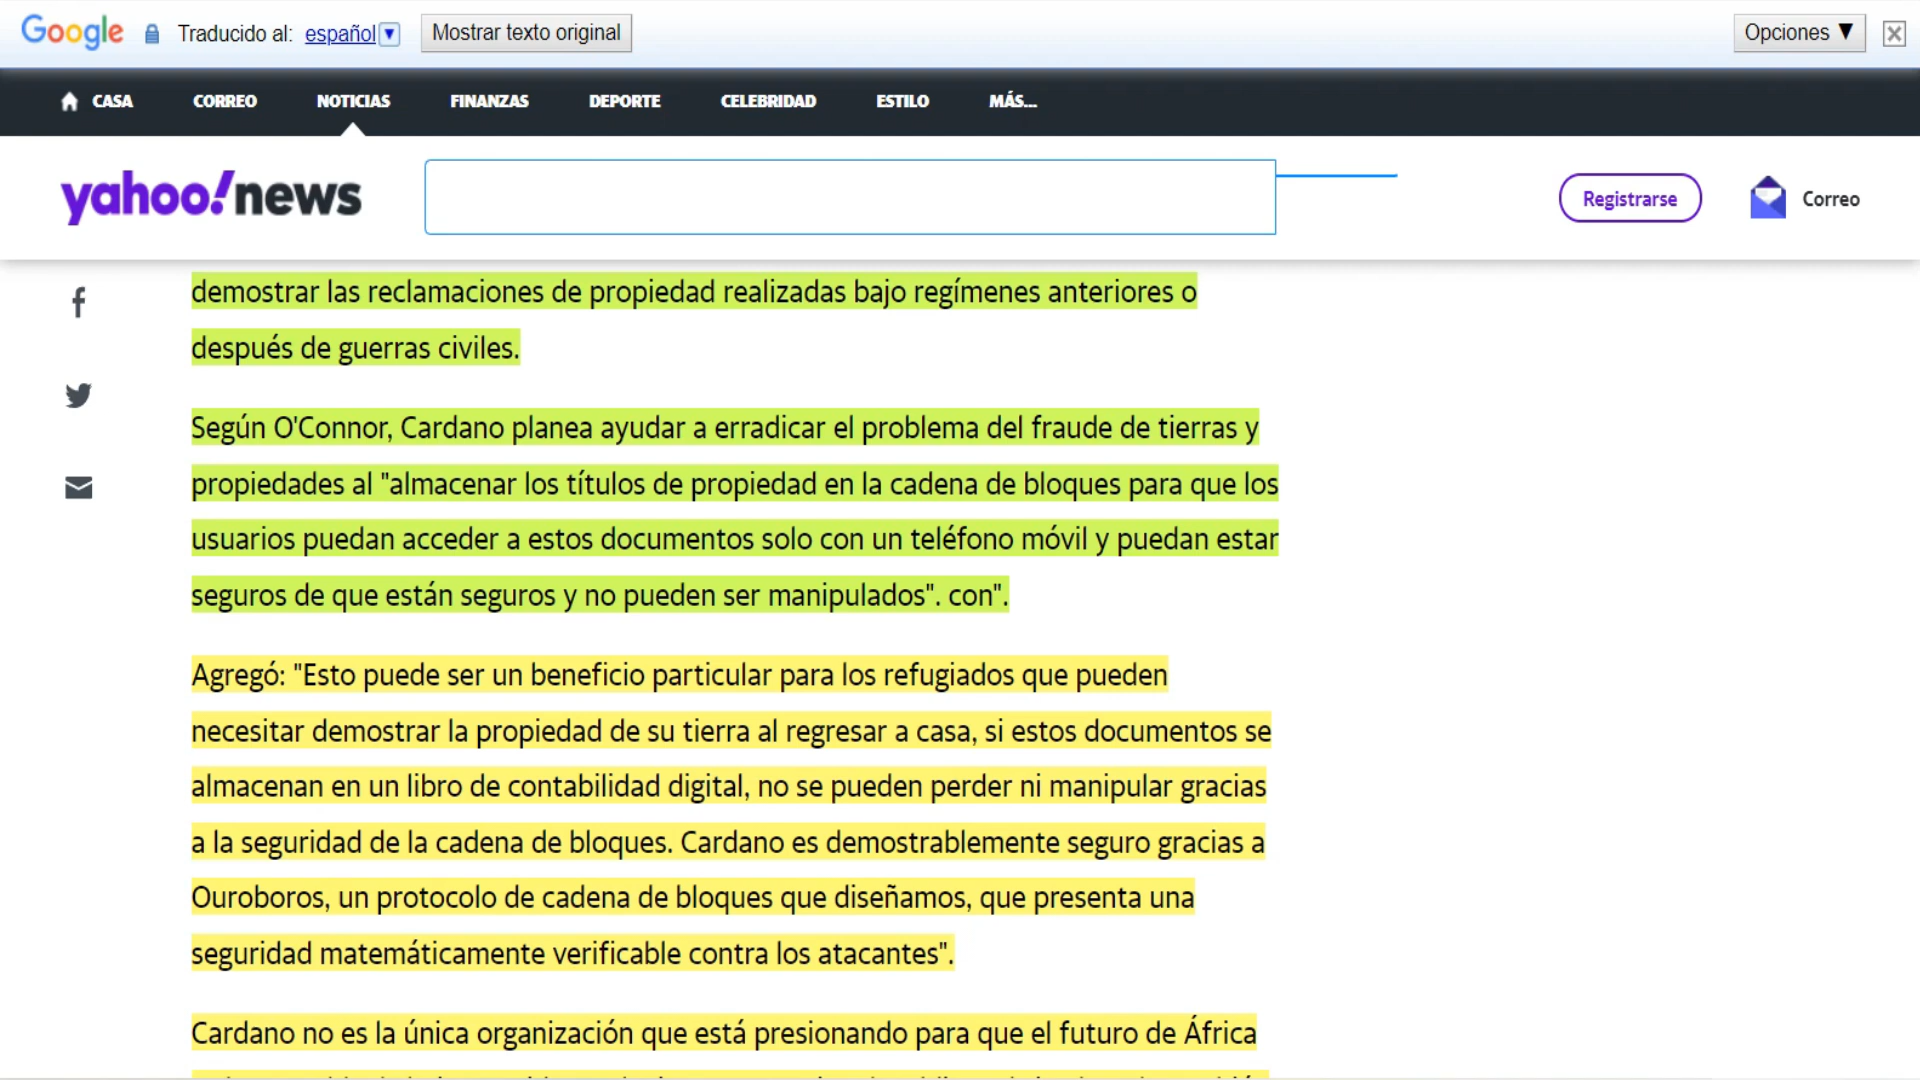 Google Traducido al: español Mostrar texto original Opciones ▼
CASA CORREO NOTICIAS FINANZAS DEPORTE CELEBRIDAD ESTILO MÁS...
yahoo!news Registrarse Correo
demostrar las reclamaciones de propiedad realizadas bajo regímenes anteriores o
después de guerras civiles.
Según O'Connor, Cardano planea ayudar a erradicar el problema del fraude de tierras y
propiedades al "almacenar los títulos de propiedad en la cadena de bloques para que los
usuarios puedan acceder a estos documentos solo con un teléfono móvil y puedan estar
seguros de que están seguros y no pueden ser manipulados". con".
Agregó: "Esto puede ser un beneficio particular para los refugiados que pueden
necesitar demostrar la propiedad de su tierra al regresar a casa, si estos documentos se
almacenan en un libro de contabilidad digital, no se pueden perder ni manipular gracias
a la seguridad de la cadena de bloques. Cardano es demostrablemente seguro gracias a
Ouroboros, un protocolo de cadena de bloques que diseñamos, que presenta una
seguridad matemáticamente verificable contra los atacantes".
Cardano no es la única organización que está presionando para que el futuro de África